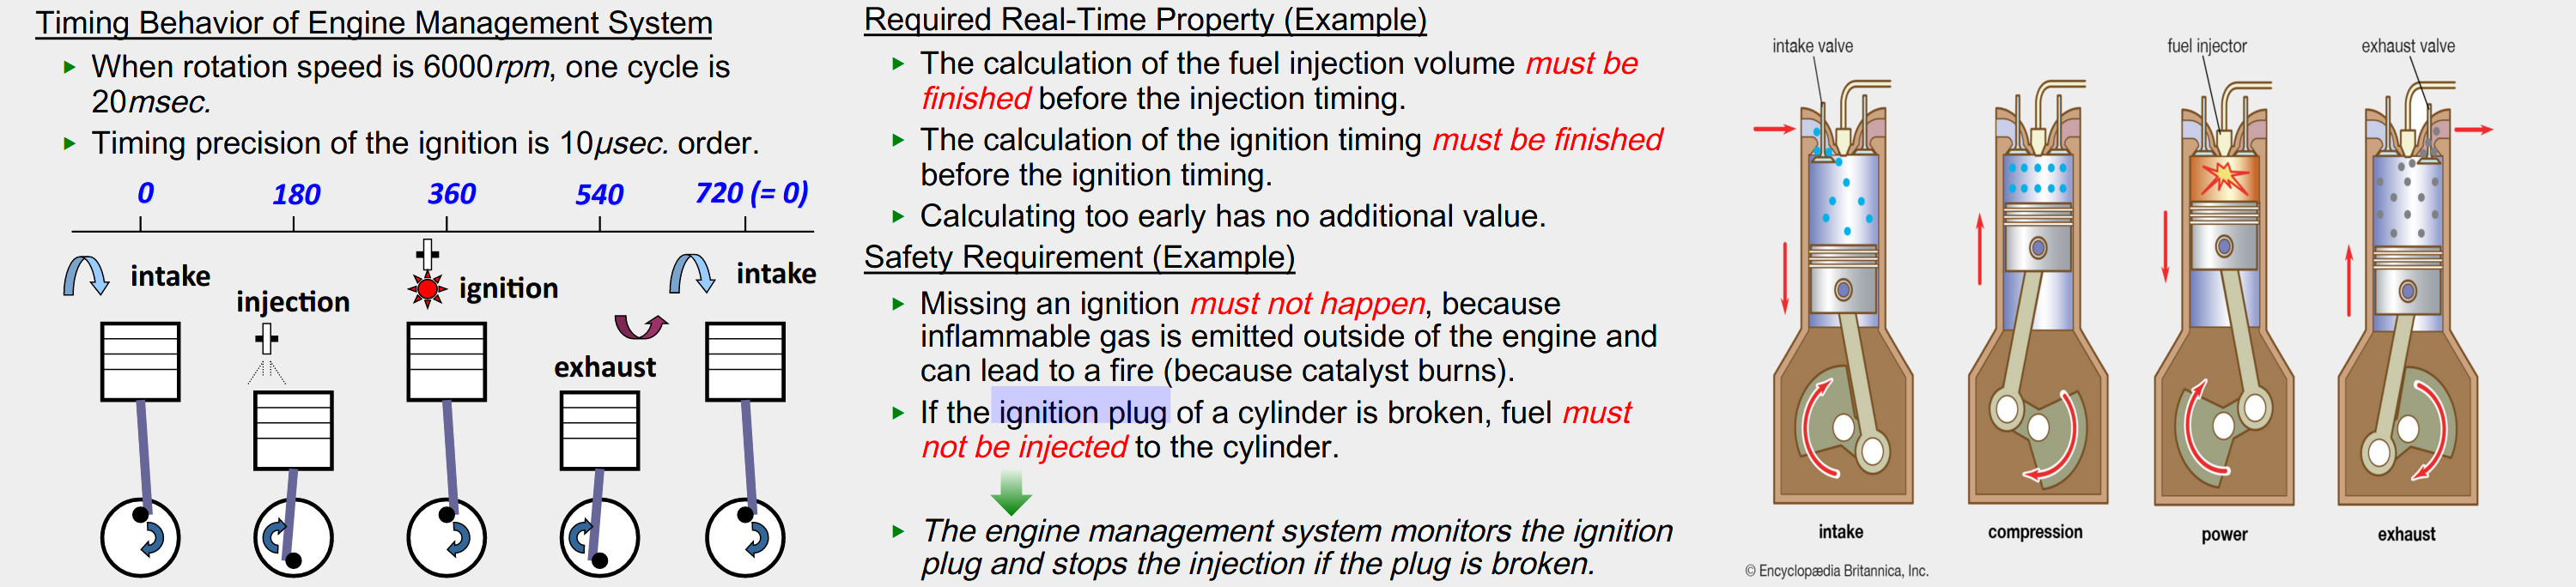 Timing Behavior of Engine Management System
▶ When rotation speed is 6000rpm, one cycle is
20msec.
▶ Timing precision of the ignition is 10μsec. order.
0 180 360 540 720 (= 0)
intake
injection
ignition
exhaust
intake
Required Real-Time Property (Example)
▶ The calculation of the fuel injection volume must be
finished before the injection timing.
▶ The calculation of the ignition timing must be finished
before the ignition timing.
▶ Calculating too early has no additional value.
Safety Requirement (Example)
▶ Missing an ignition must not happen, because
inflammable gas is emitted outside of the engine and
can lead to a fire (because catalyst burns).
▶ If the ignition plug of a cylinder is broken, fuel must
not be injected to the cylinder.
▶ The engine management system monitors the ignition
plug and stops the injection if the plug is broken.
intake valve
fuel injector
exhaust valve
intake
compression
power
exhaust
© Encyclopædia Britannica, Inc.